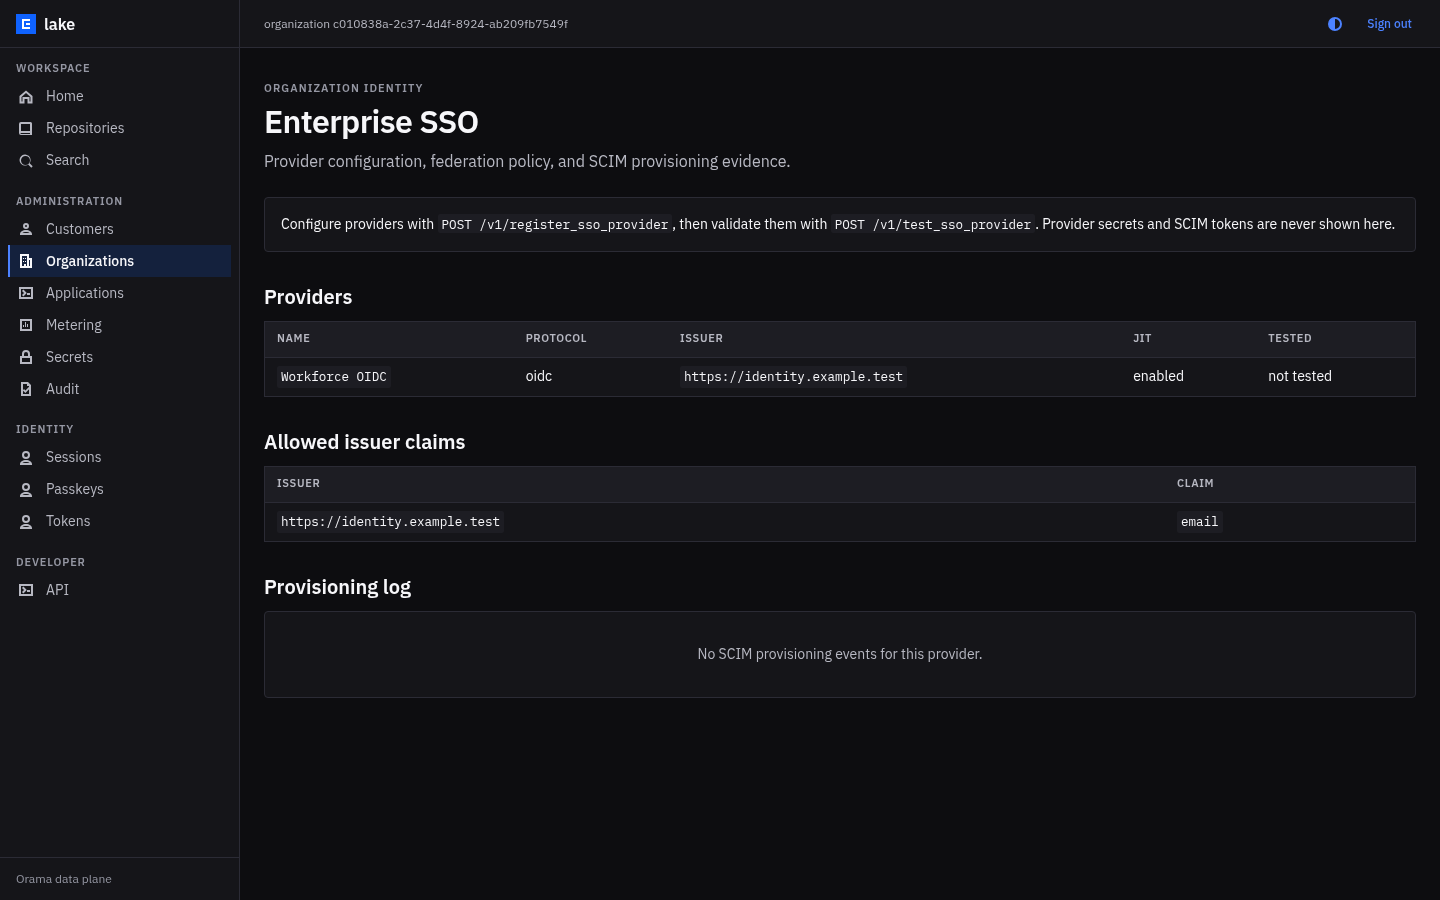 lake
organization c010838a-2c37-4d4f-8924-ab209fb7549f
Sign out
WORKSPACE
Home
Repositories
Search
ADMINISTRATION
Customers
Organizations
Applications
Metering
Secrets
Audit
IDENTITY
Sessions
Passkeys
Tokens
DEVELOPER
API
Orama data plane
ORGANIZATION IDENTITY
Enterprise SSO
Provider configuration, federation policy, and SCIM provisioning evidence.
Configure providers with POST /v1/register_sso_provider, then validate them with POST /v1/test_sso_provider. Provider secrets and SCIM tokens are never shown here.
Providers
NAME PROTOCOL ISSUER JIT TESTED
Workforce OIDC oidc https://identity.example.test enabled not tested
Allowed issuer claims
ISSUER CLAIM
https://identity.example.test email
Provisioning log
No SCIM provisioning events for this provider.